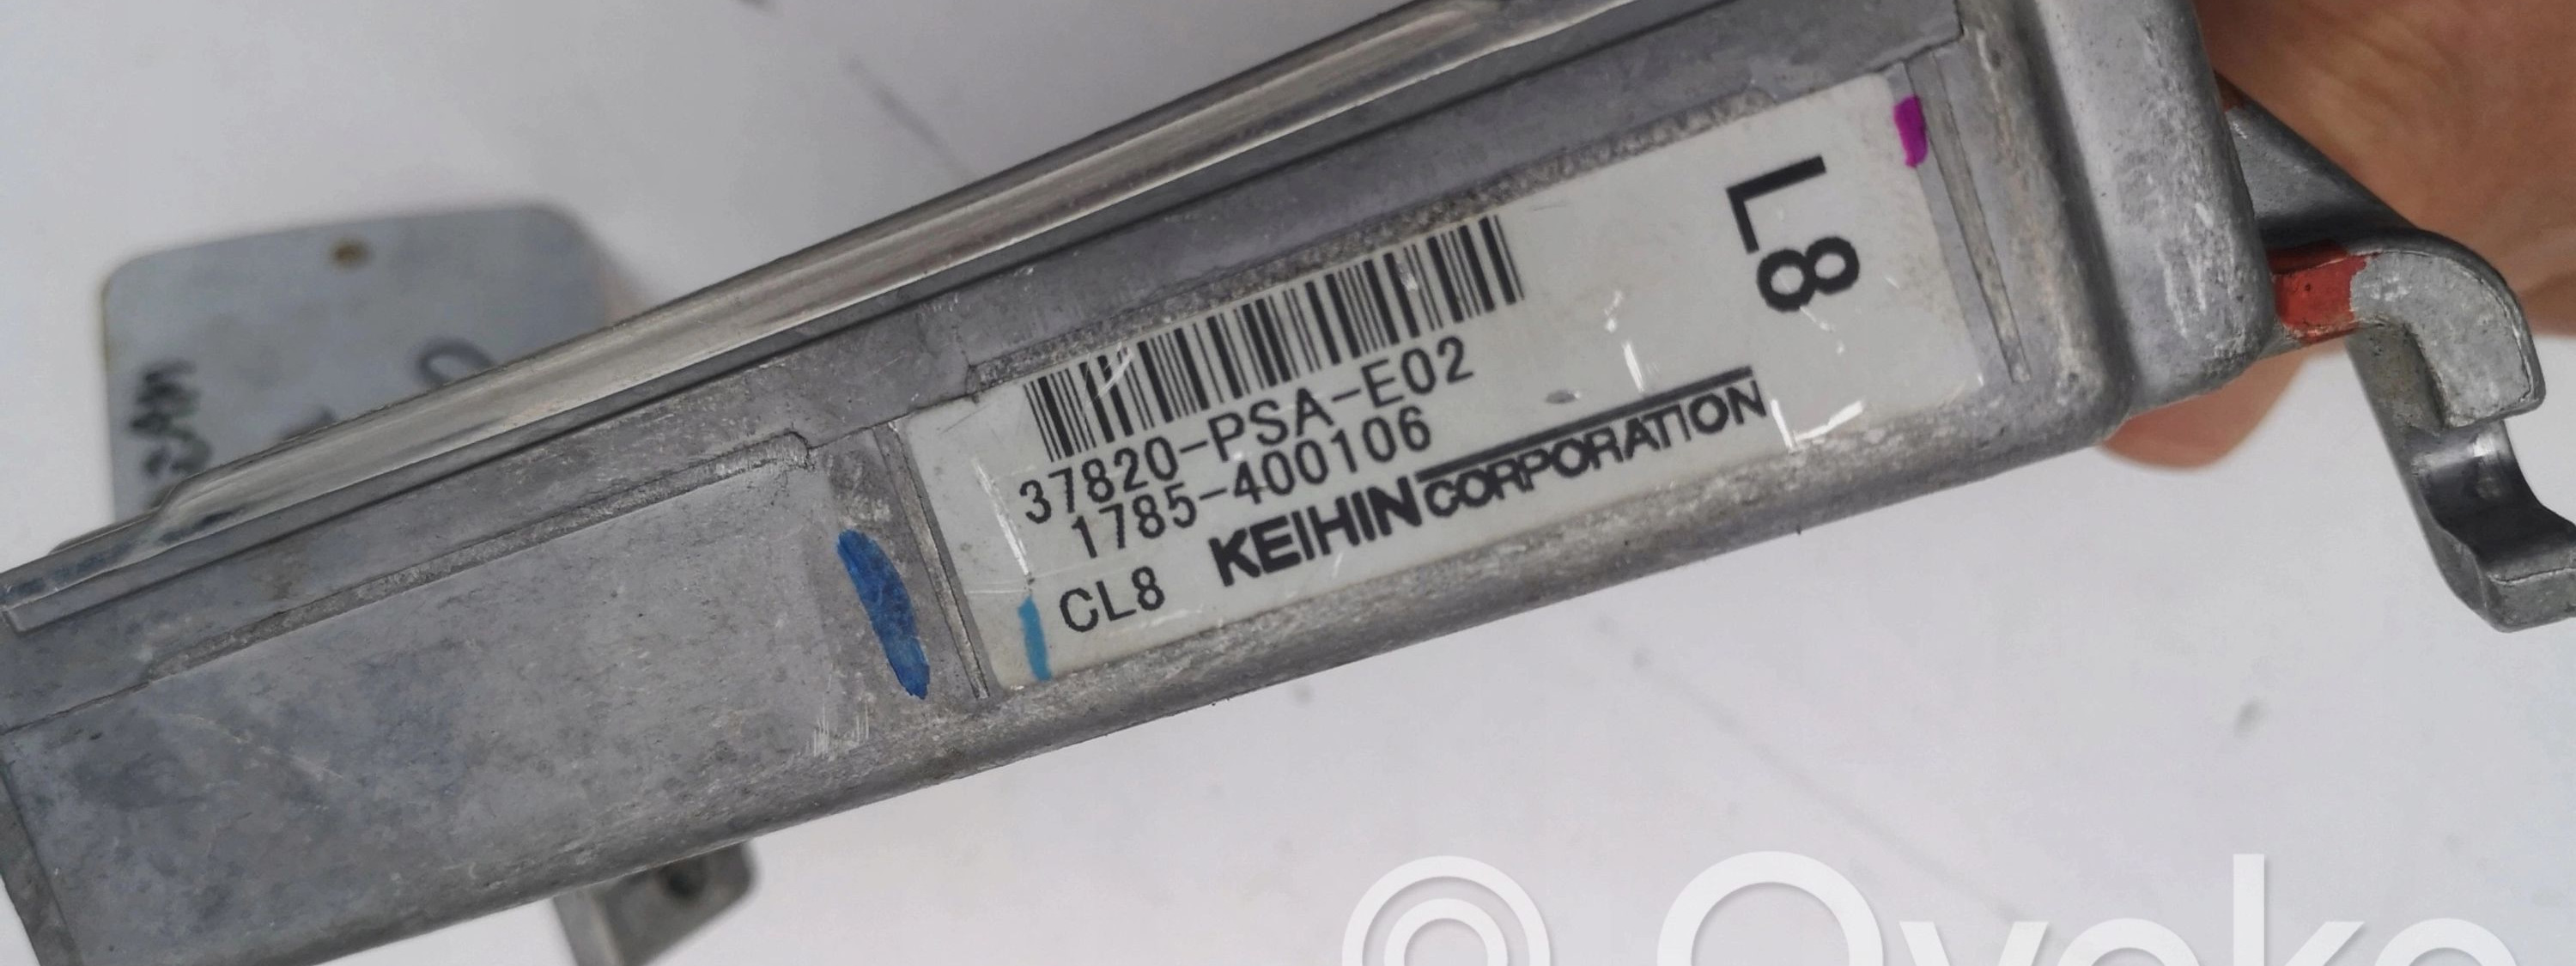 L8
37820-PSA-E02
1785-400106
CL8 KEIHIN CORPORATION